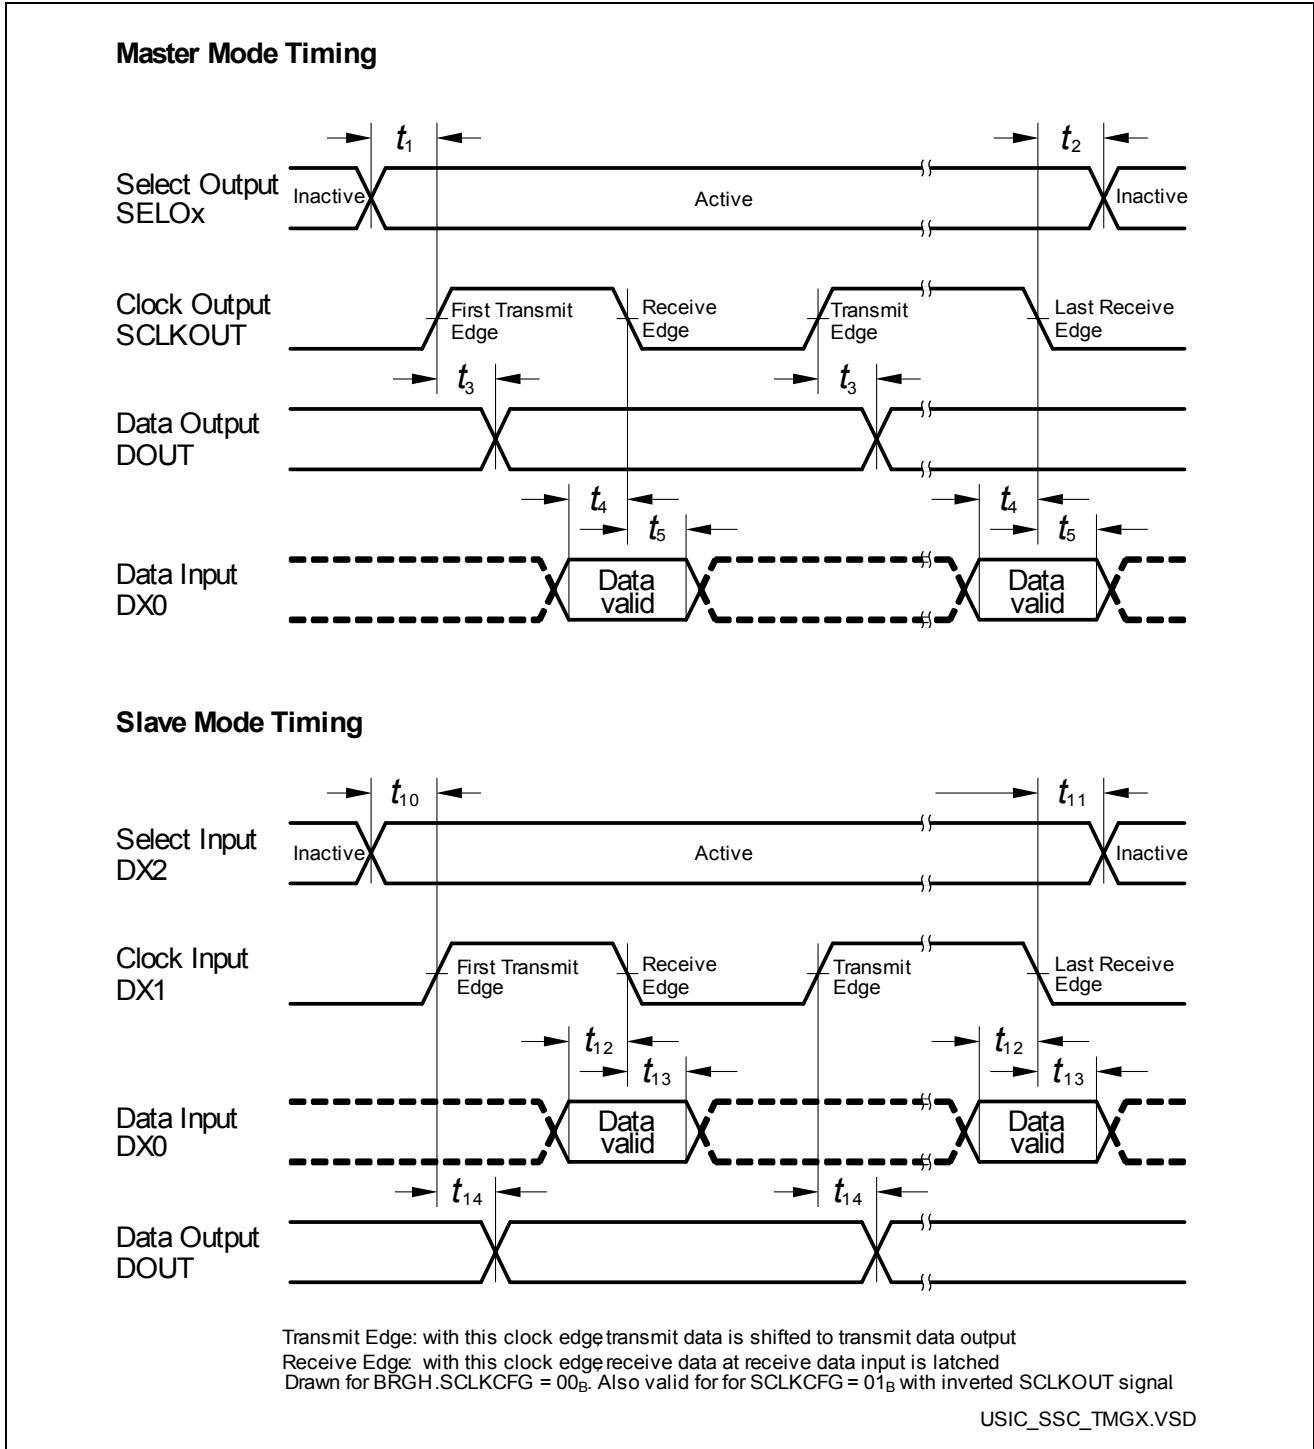 Master Mode Timing
t1
t2
Select Output
SELOx
Inactive
Active
Inactive
Clock Output
SCLKOUT
First Transmit
Edge
Receive
Edge
Transmit
Edge
Last Receive
Edge
t3
t3
Data Output
DOUT
t4
t5
t4
t5
Data Input
DX0
Data
valid
Data
valid
Slave Mode Timing
t10
t11
Select Input
DX2
Inactive
Active
Inactive
Clock Input
DX1
First Transmit
Edge
Receive
Edge
Transmit
Edge
Last Receive
Edge
t12
t13
t12
t13
Data Input
DX0
Data
valid
Data
valid
t14
t14
Data Output
DOUT
Transmit Edge: with this clock edge, transmit data is shifted to transmit data output
Receive Edge: with this clock edge, receive data at receive data input is latched
Drawn for BRGH.SCLKCFG = 00B. Also valid for for SCLKCFG = 01B with inverted SCLKOUT signal.
USIC_SSC_TMGX.VSD